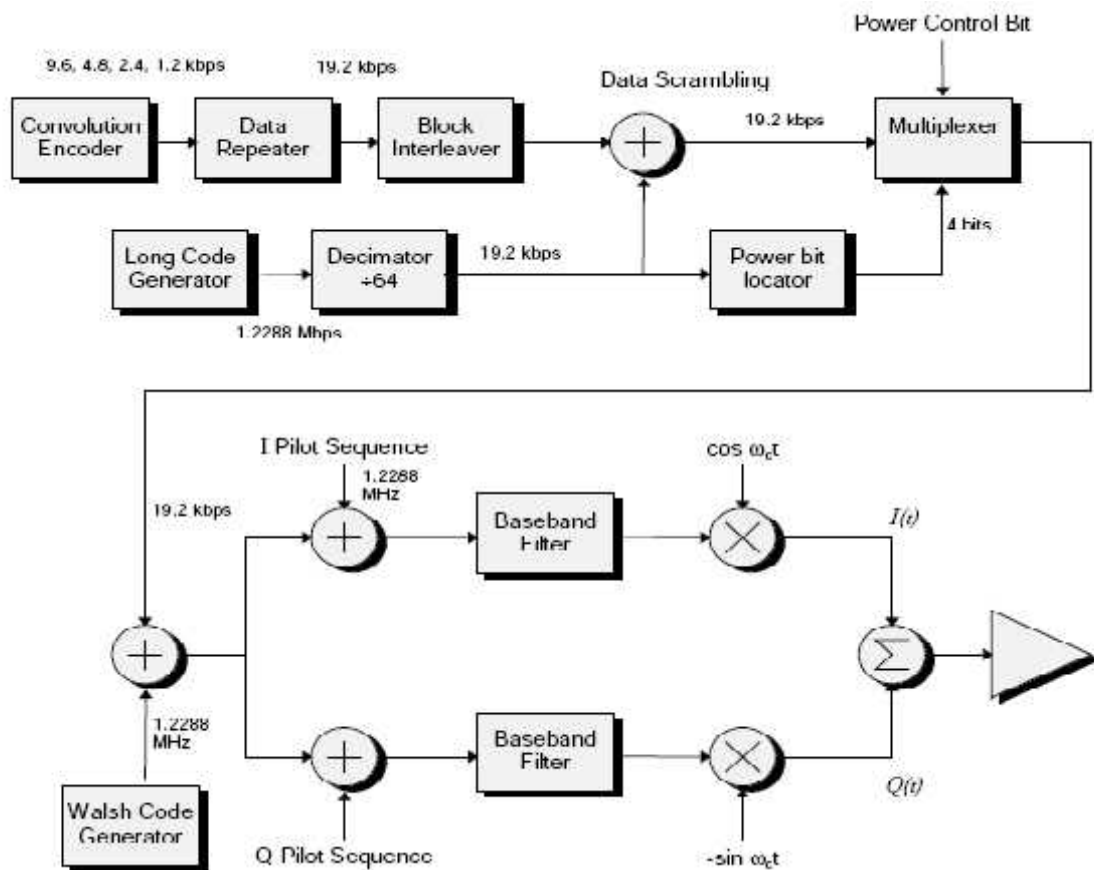 Power Control Bit
9.6, 4.8, 2.4, 1.2 kbps
19.2 kbps
Data Scrambling
Convolution
Encoder
Data
Repeater
Block
Interleaver
+
19.2 kbps
Multiplexer
4 bits
Long Code
Generator
Decimator
÷64
19.2 kbps
Power bit
locator
1.2288 Mbps
I Pilot Sequence
cos ω꜀t
1.2288
MHz
19.2 kbps
+
Baseband
Filter
×
I(t)
+
Σ
1.2288
MHz
+
Baseband
Filter
×
Q(t)
Walsh Code
Generator
Q Pilot Sequence
-sin ω꜀t